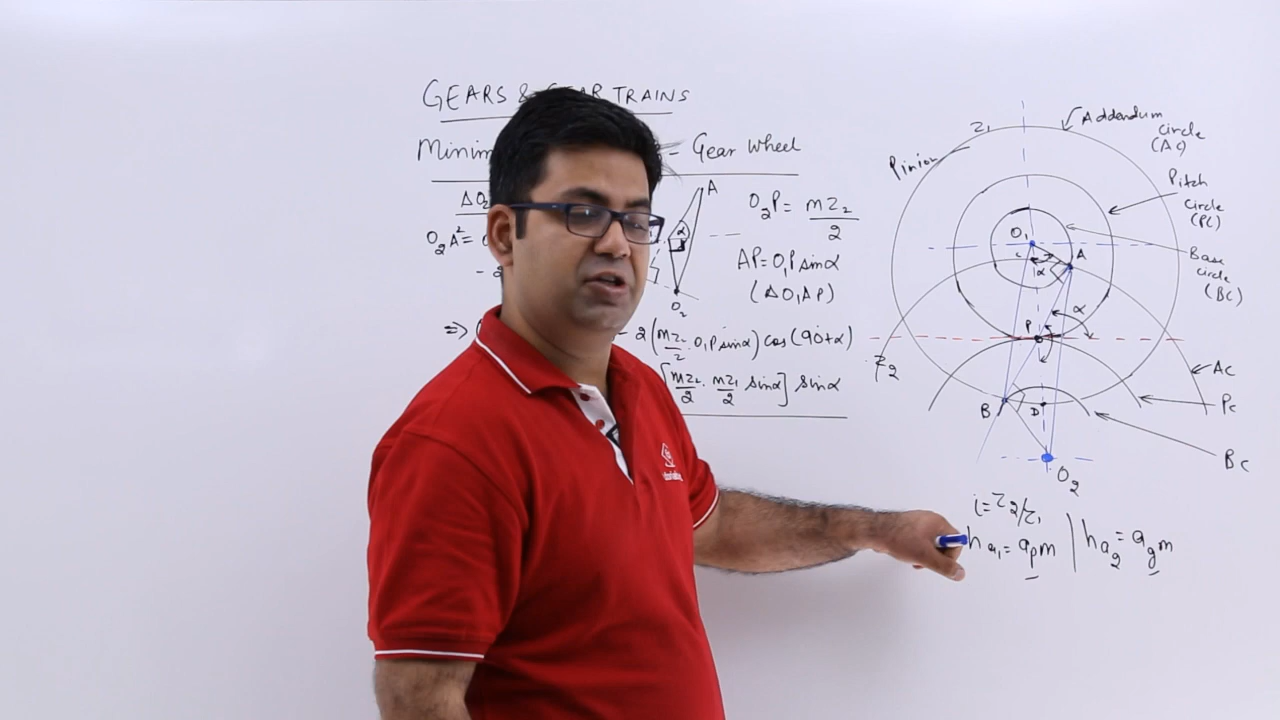 GEARS & GEAR TRAINS
Minim
- Gear Wheel
O₂A² =
- 2
A
α
O₂
O₂P = mZ₂/2
AP = O₁P sinα
(ΔO₁AP)
⇒
- 2 (mZ₂/2 · O₁P sinα) cos(90+α)
[mZ₂/2 · mZ₁/2 sinα] sinα
Z₁
Addendum
circle
(AC)
Pinion
Pitch
circle
(PC)
Base
circle
(BC)
O₁
A
α
α
P
Z₂
AC
PC
B
D
BC
O₂
i = Z₂/Z₁
hₐ₁ = aₚm | hₐ₂ = a_g m